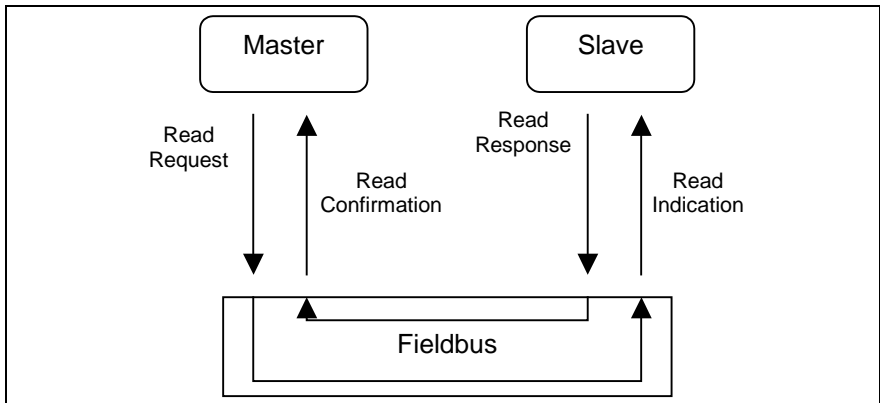 Master
Slave
Read
Request
Read
Confirmation
Read
Response
Read
Indication
Fieldbus